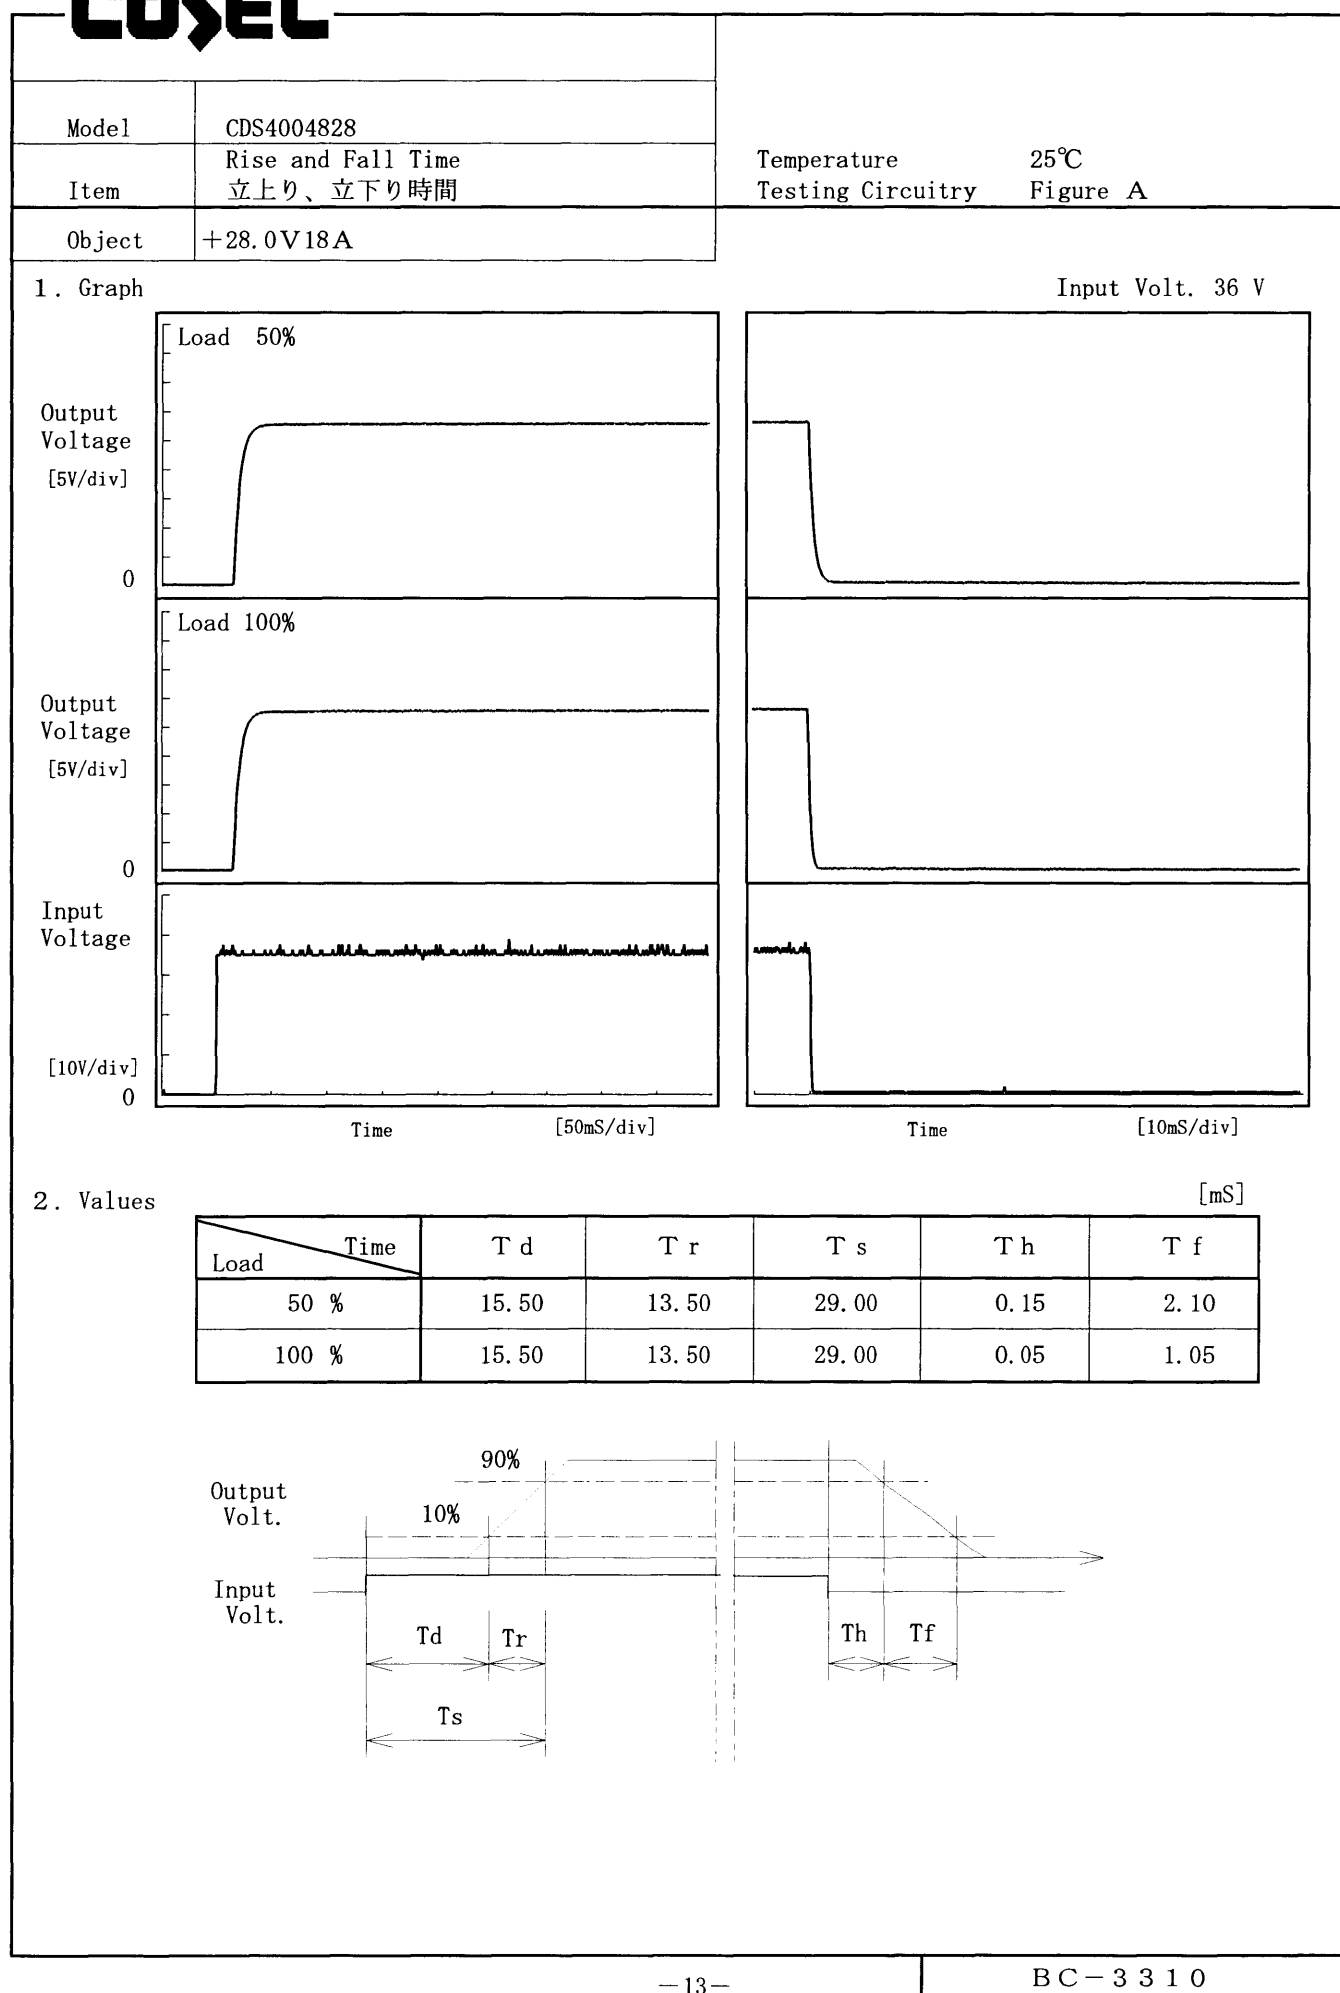 COSEL
Model CDS4004828
Item Rise and Fall Time
立上り、立下り時間
Temperature 25℃
Testing Circuitry Figure A
Object +28.0V18A
1. Graph
Input Volt. 36 V
Load 50%
Output
Voltage
[5V/div]
0
Load 100%
Output
Voltage
[5V/div]
0
Input
Voltage
[10V/div]
0
Time [50mS/div] Time [10mS/div]
2. Values
[mS]
Load Time Td Tr Ts Th Tf
50 % 15.50 13.50 29.00 0.15 2.10
100 % 15.50 13.50 29.00 0.05 1.05
90%
Output
Volt.
10%
Input
Volt.
Td Tr Th Tf
Ts
-13-
BC-3310